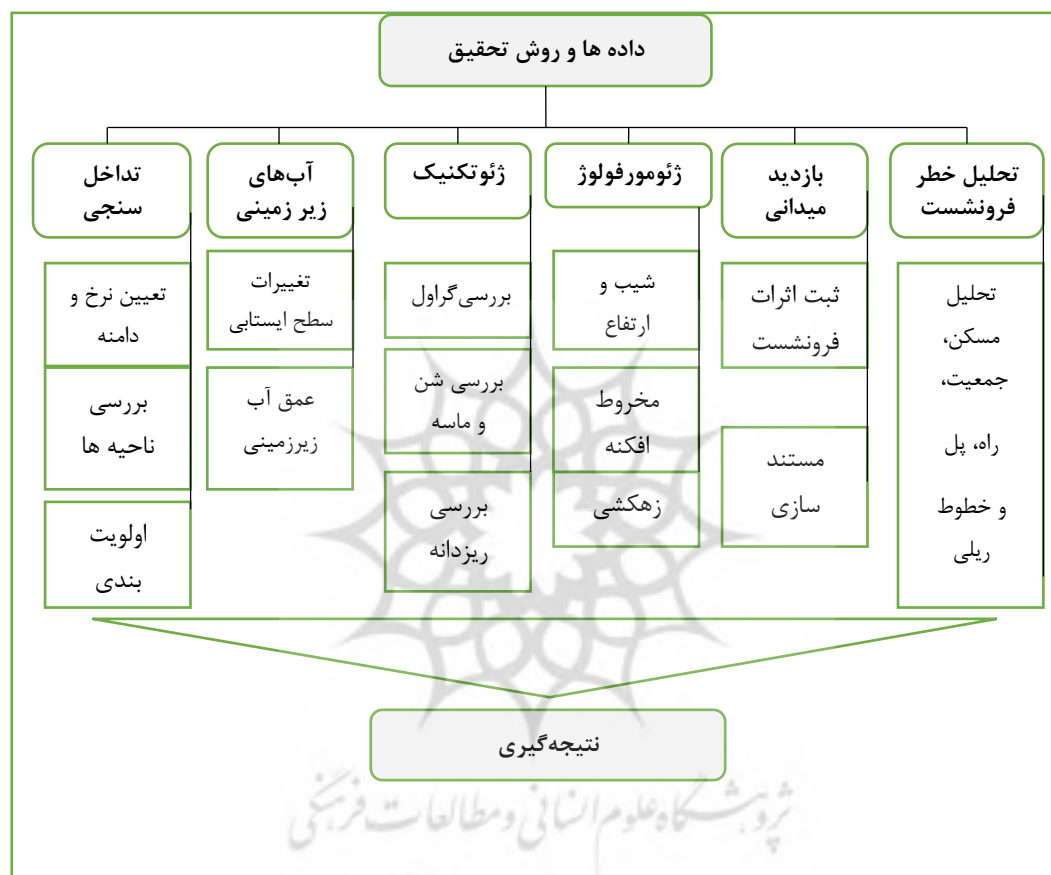 داده ها و روش تحقیق
تحلیل خطر
فرونشست
تحلیل
مسکن،
جمعیت،
راه، پل
و خطوط
ریلی
بازدید
میدانی
ثبت اثرات
فرونشست
مستند
سازی
ژئومورفولوژ
شیب و
ارتفاع
مخروط
افکنه
زهکشی
ژئوتکنیک
بررسی‌گراول
بررسی شن
و ماسه
بررسی
ریزدانه
آب‌های
زیر زمینی
تغییرات
سطح ایستابی
عمق آب
زیرزمینی
تداخل
سنجی
تعیین نرخ و
دامنه
بررسی
ناحیه ها
اولویت
بندی
نتیجه‌گیری
پژوهشگاه علوم انسانی و مطالعات فرهنگی